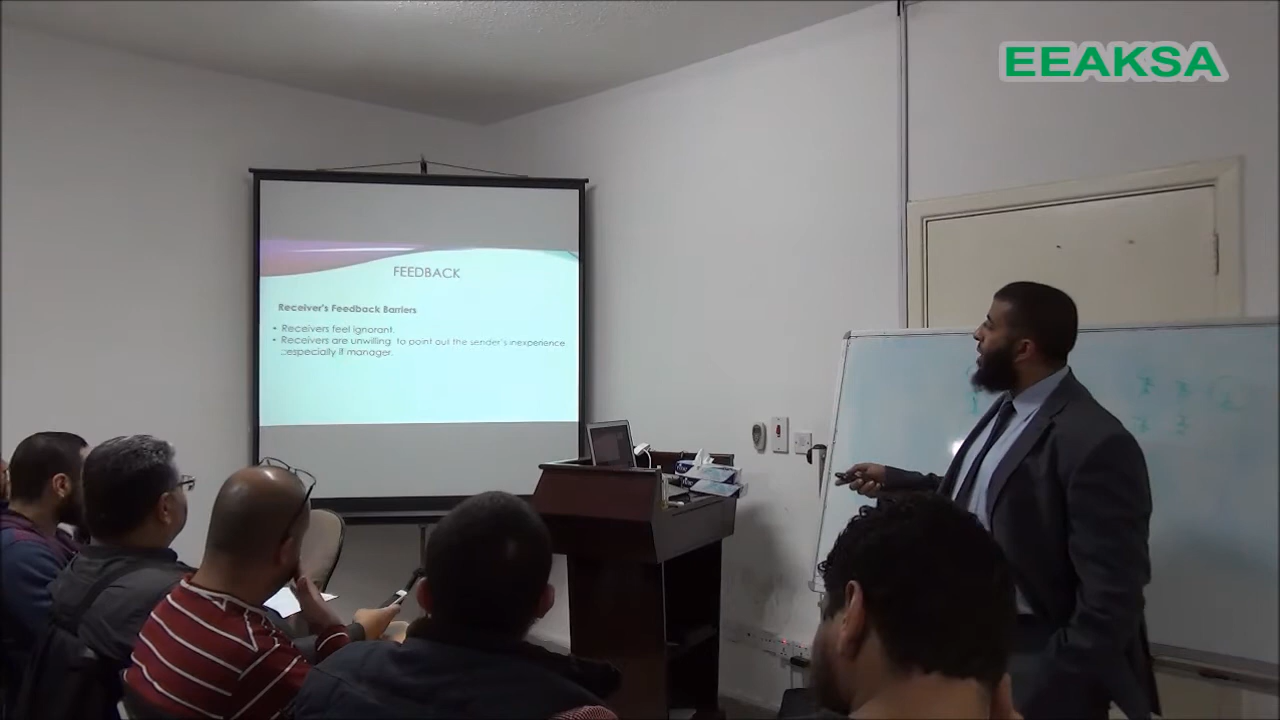 EEAKSA
FEEDBACK
Receiver's Feedback Barriers
• Receivers feel ignorant.
• Receivers are unwilling to point out the sender's inexperience
especially if manager.